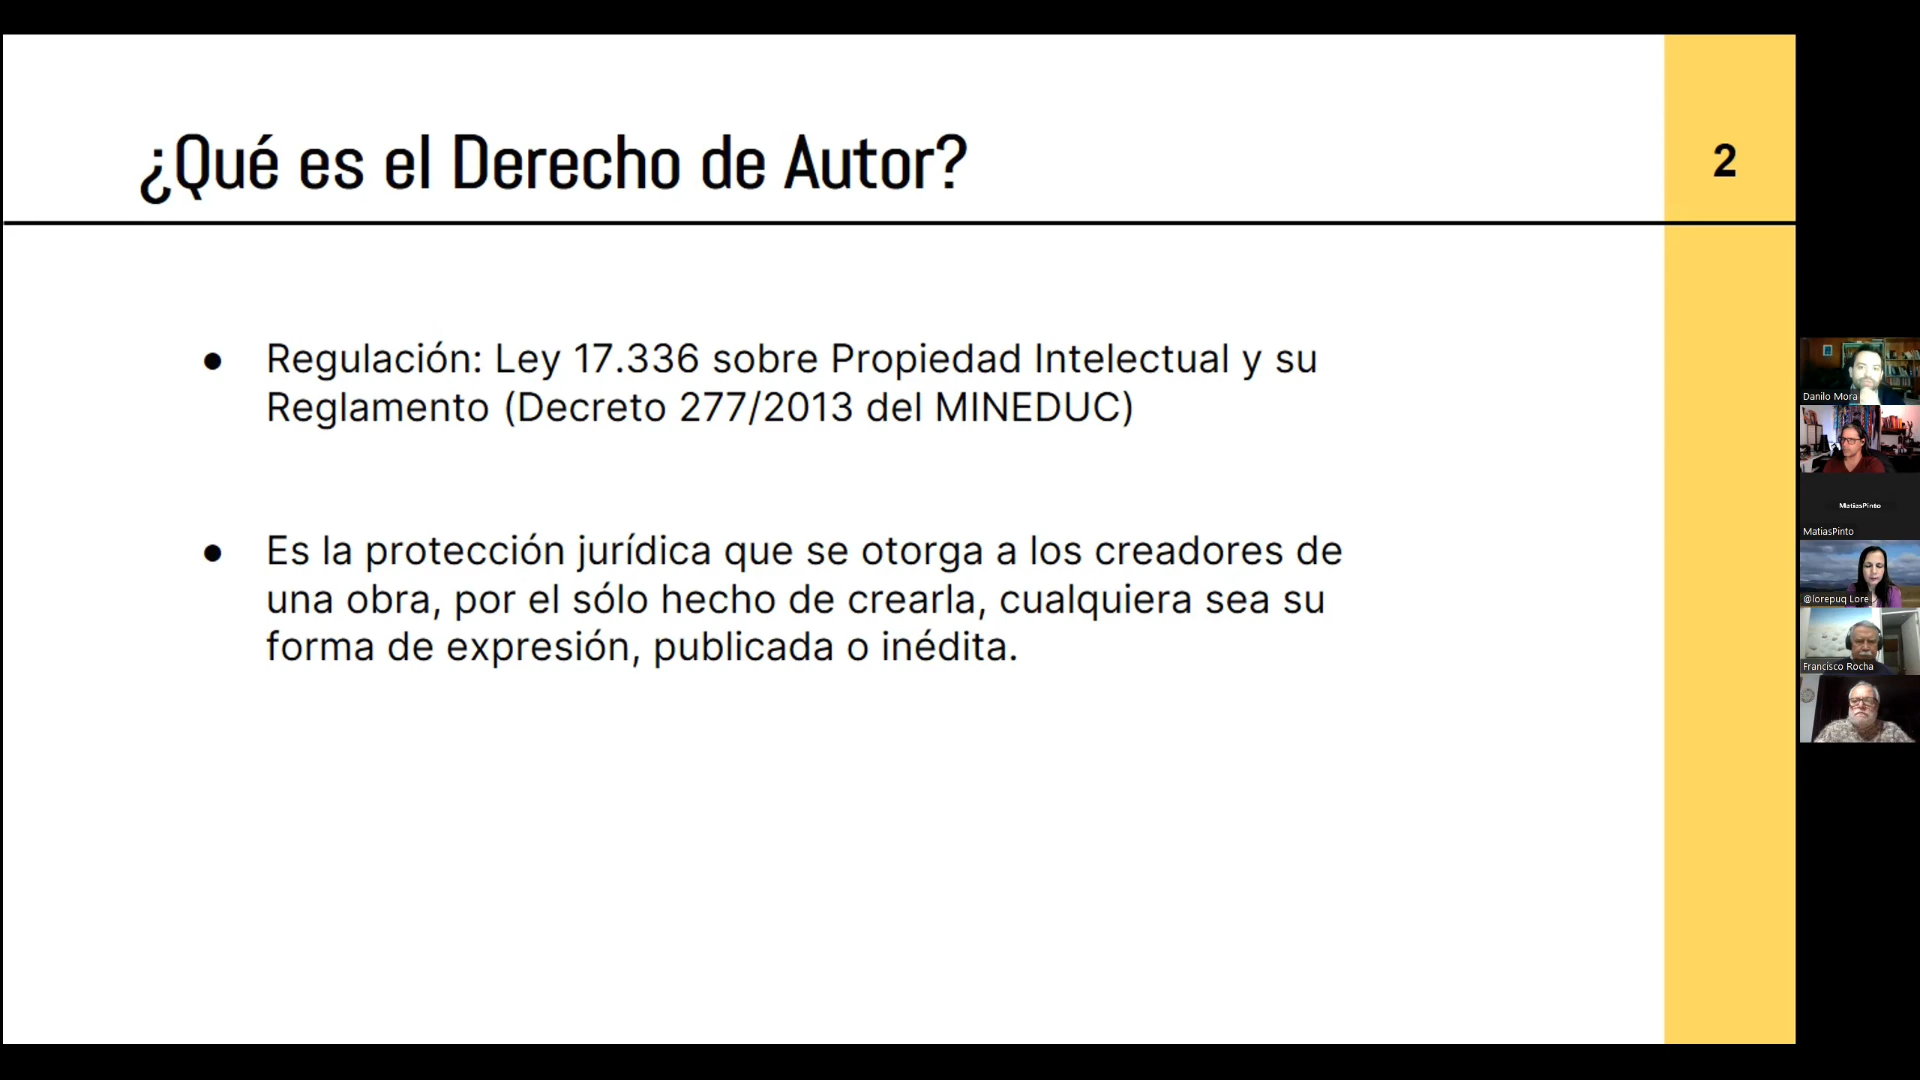 ¿Qué es el Derecho de Autor?
2
● Regulación: Ley 17.336 sobre Propiedad Intelectual y su
Reglamento (Decreto 277/2013 del MINEDUC)
● Es la protección jurídica que se otorga a los creadores de
una obra, por el sólo hecho de crearla, cualquiera sea su
forma de expresión, publicada o inédita.
Danilo Mora
MatiasPinto
MatiasPinto
@lorepuq Lore
Francisco Rocha